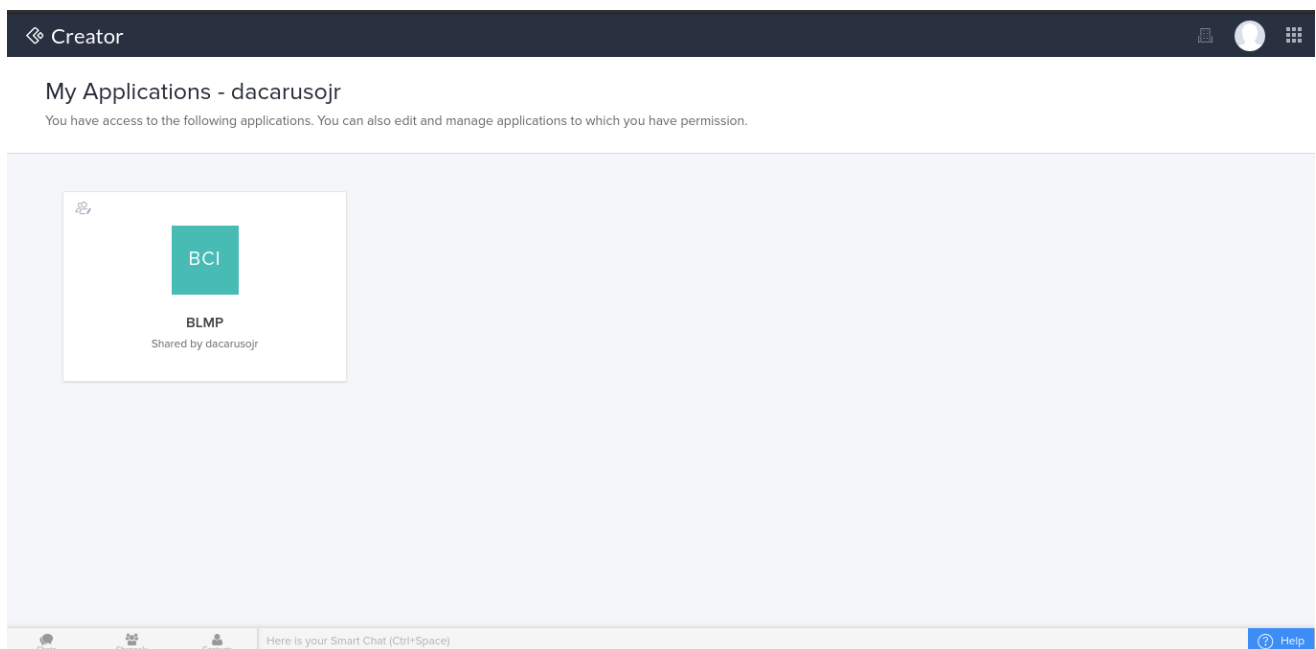 Creator
My Applications - dacarusojr
You have access to the following applications. You can also edit and manage applications to which you have permission.
BCI
BLMP
Shared by dacarusojr
Here is your Smart Chat (Ctrl+Space)
? Help